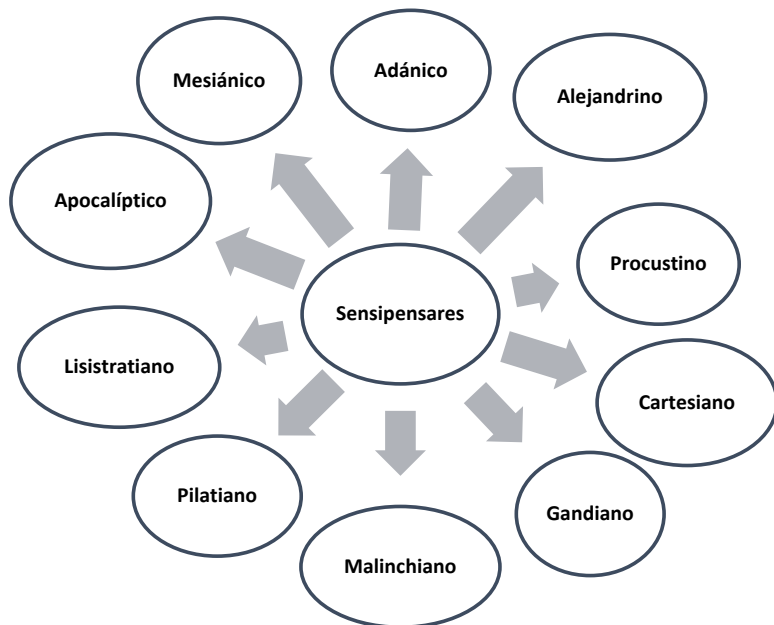 Mesiánico
Adánico
Alejandrino
Apocalíptico
Procustino
Sensipensares
Lisistratiano
Cartesiano
Pilatiano
Gandiano
Malinchiano